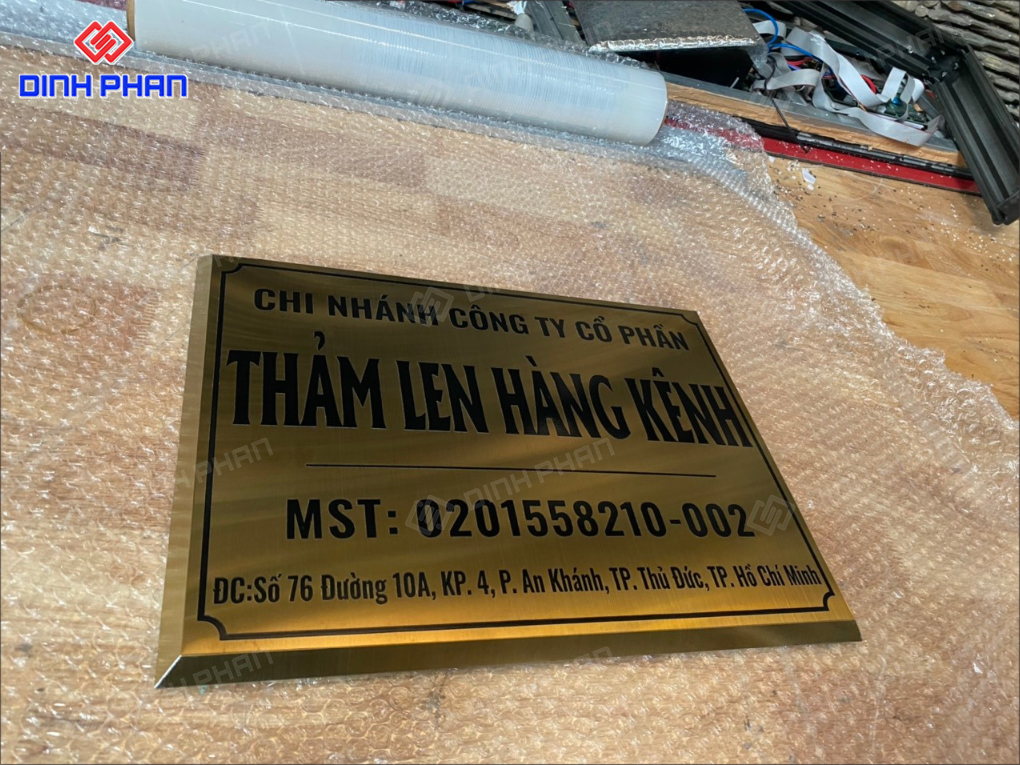 DINH PHAN
CHI NHÁNH CÔNG TY CỔ PHẦN
THẢM LEN HÀNG KÊNH
MST: 0201558210-002
ĐC:Số 76 Đường 10A, KP. 4, P. An Khánh, TP. Thủ Đức, TP. Hồ Chí Minh